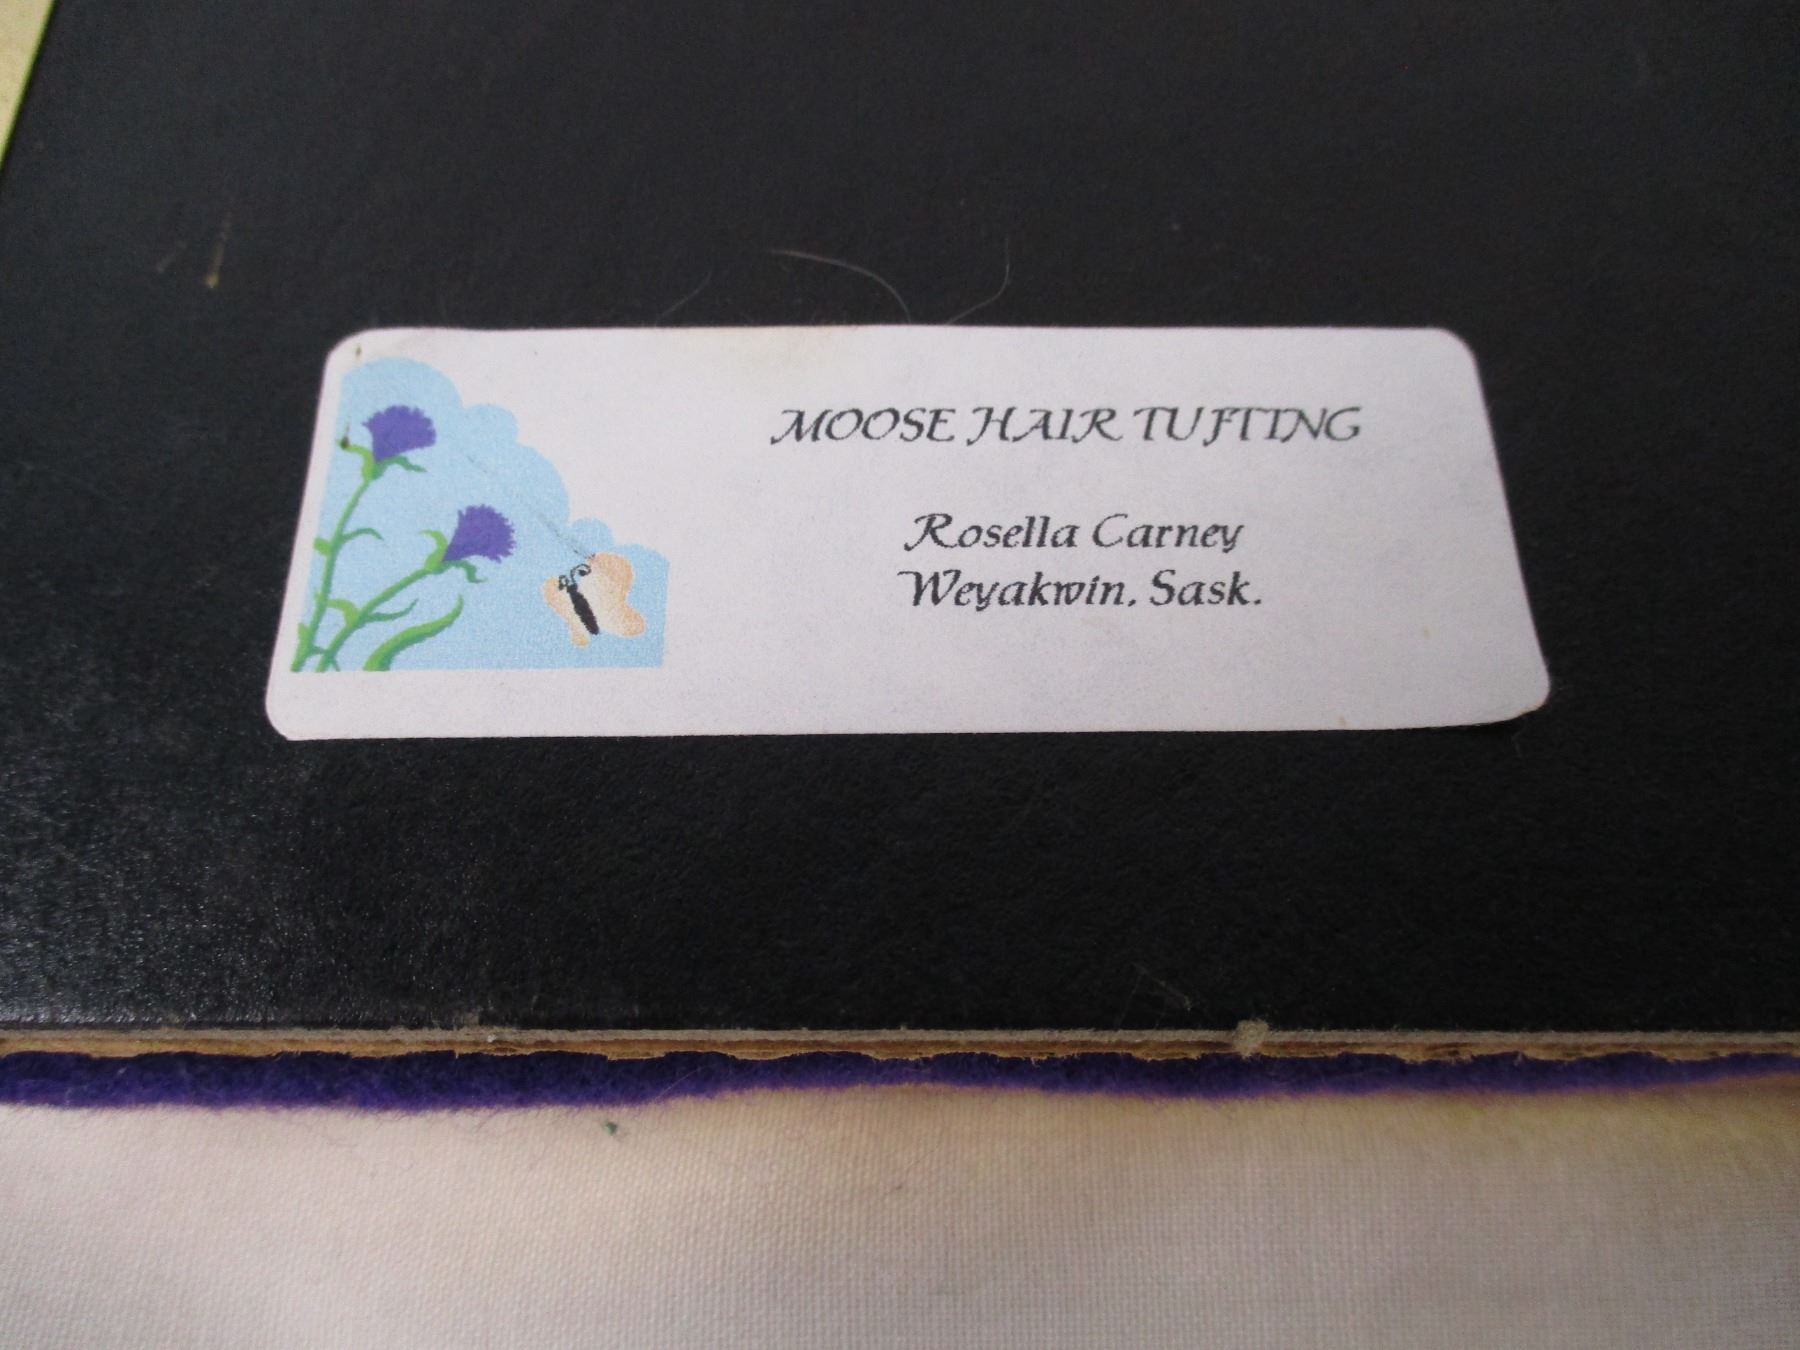 MOOSE HAIR TUFTING
Rosella Carney
Weyakwin, Sask.